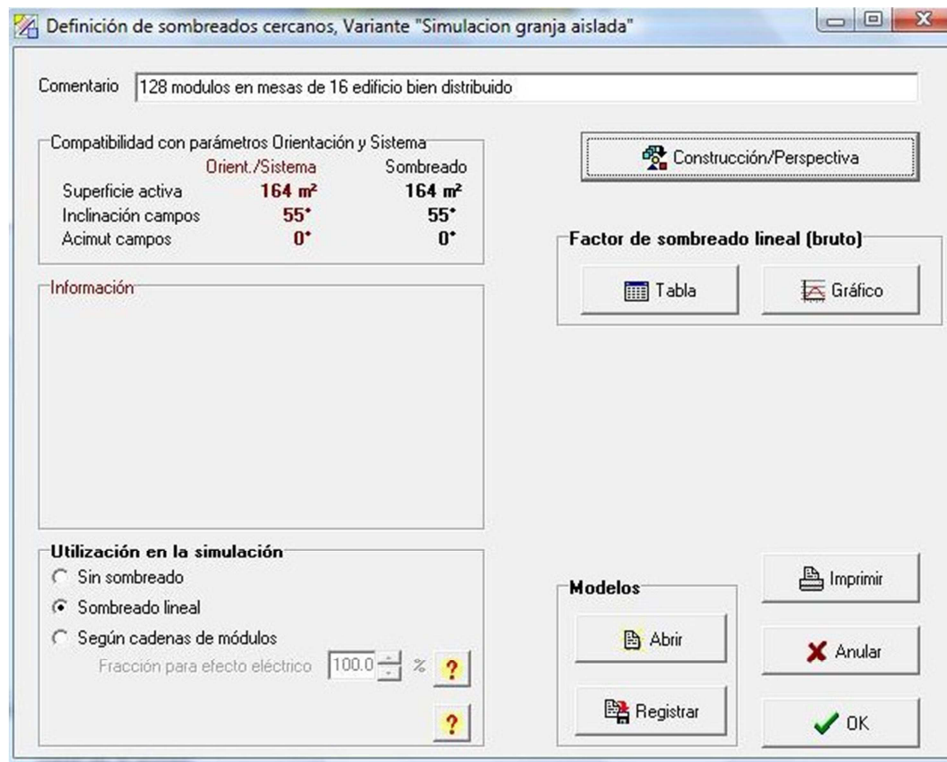 Definición de sombreados cercanos, Variante "Simulacion granja aislada"
Comentario 128 modulos en mesas de 16 edificio bien distribuido
Compatibilidad con parámetros Orientación y Sistema
Orient./Sistema Sombreado
Superficie activa 164 m² 164 m²
Inclinación campos 55° 55°
Acimut campos 0° 0°
Construcción/Perspectiva
Factor de sombreado lineal (bruto)
Tabla Gráfico
Información
Utilización en la simulación
Sin sombreado
Sombreado lineal
Según cadenas de módulos
Fracción para efecto eléctrico 100.0 % ?
?
Modelos
Abrir
Registrar
Imprimir
Anular
OK